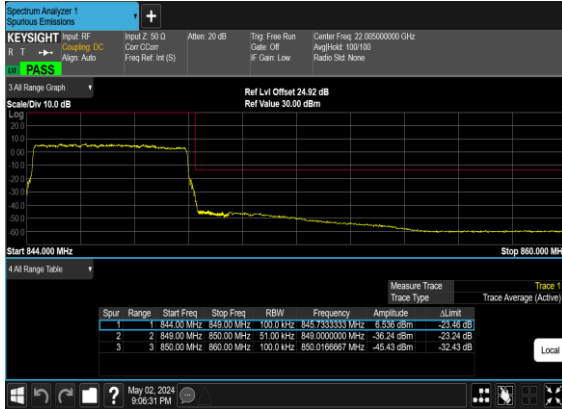 Spectrum Analyzer 1
Spurious Emissions
+
KEYSIGHT Input: RF Input Z: 50 Ω Atten: 20 dB Trig: Free Run Center Freq: 22.005000000 GHz
R T Coupling: DC Corr CCorr Gate: Off Avg|Hold: 100/100
Align: Auto Freq Ref: Int (S) IF Gain: Low Radio Std: None
PASS
3 All Range Graph
Ref Lvl Offset 24.92 dB
Scale/Div 10.0 dB Ref Value 30.00 dBm
Log
20.0
10.0
0.00
-10.0
-20.0
-30.0
-40.0
-50.0
-60.0
Start 844.000 MHz Stop 860.000 MH
4 All Range Table
Measure Trace Trace 1
Trace Type Trace Average (Active)
Spur Range Start Freq Stop Freq RBW Frequency Amplitude ΔLimit
1 1 844.00 MHz 849.00 MHz 100.0 kHz 845.7333333 MHz 6.536 dBm -23.46 dB
2 2 849.00 MHz 850.00 MHz 51.00 kHz 849.0000000 MHz -36.24 dBm -23.24 dB
3 3 850.00 MHz 860.00 MHz 100.0 kHz 850.0166667 MHz -45.43 dBm -32.43 dB
Local
?
May 02, 2024
9:06:31 PM